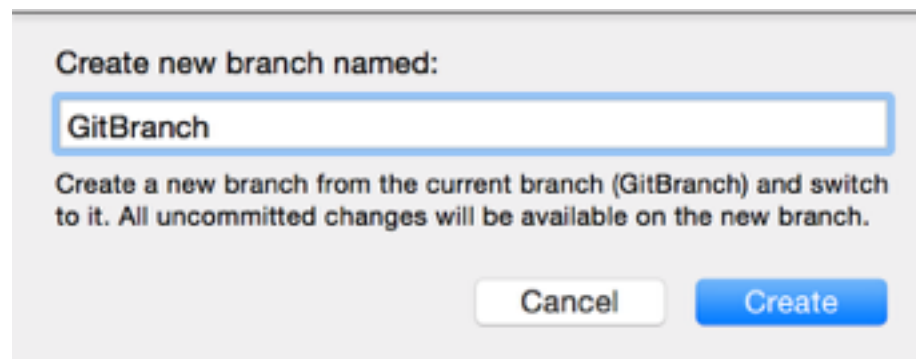 Create new branch named:
GitBranch
Create a new branch from the current branch (GitBranch) and switch
to it. All uncommitted changes will be available on the new branch.
Cancel Create